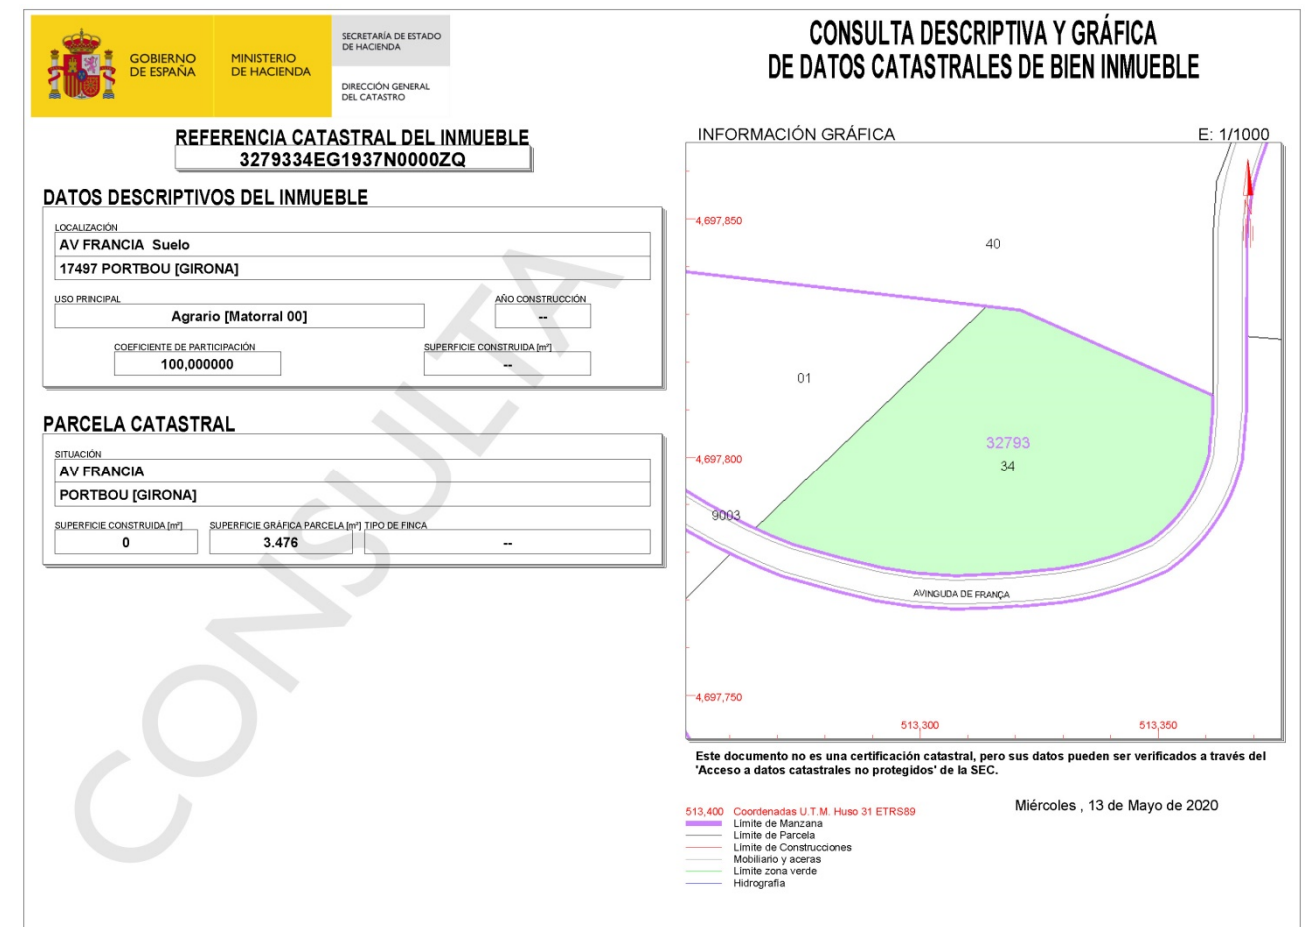 GOBIERNO
DE ESPAÑA
MINISTERIO
DE HACIENDA
SECRETARÍA DE ESTADO
DE HACIENDA
DIRECCIÓN GENERAL
DEL CATASTRO
CONSULTA DESCRIPTIVA Y GRÁFICA
DE DATOS CATASTRALES DE BIEN INMUEBLE
REFERENCIA CATASTRAL DEL INMUEBLE
3279334EG1937N0000ZQ
DATOS DESCRIPTIVOS DEL INMUEBLE
LOCALIZACIÓN
AV FRANCIA Suelo
17497 PORTBOU [GIRONA]
USO PRINCIPAL
Agrario [Matorral 00]
AÑO CONSTRUCCIÓN
--
COEFICIENTE DE PARTICIPACIÓN
100,000000
SUPERFICIE CONSTRUIDA [m²]
--
PARCELA CATASTRAL
SITUACIÓN
AV FRANCIA
PORTBOU [GIRONA]
SUPERFICIE CONSTRUIDA [m²]
0
SUPERFICIE GRÁFICA PARCELA [m²]
3.476
TIPO DE FINCA
--
CONSULTA
INFORMACIÓN GRÁFICA
E: 1/1000
4,697,850
40
N
01
32793
34
4,697,800
9003
AVINGUDA DE FRANÇA
4,697,750
513,300
513,350
Este documento no es una certificación catastral, pero sus datos pueden ser verificados a través del
'Acceso a datos catastrales no protegidos' de la SEC.
Miércoles , 13 de Mayo de 2020
513,400 Coordenadas U.T.M. Huso 31 ETRS89
Límite de Manzana
Límite de Parcela
Límite de Construcciones
Mobiliario y aceras
Límite zona verde
Hidrografía